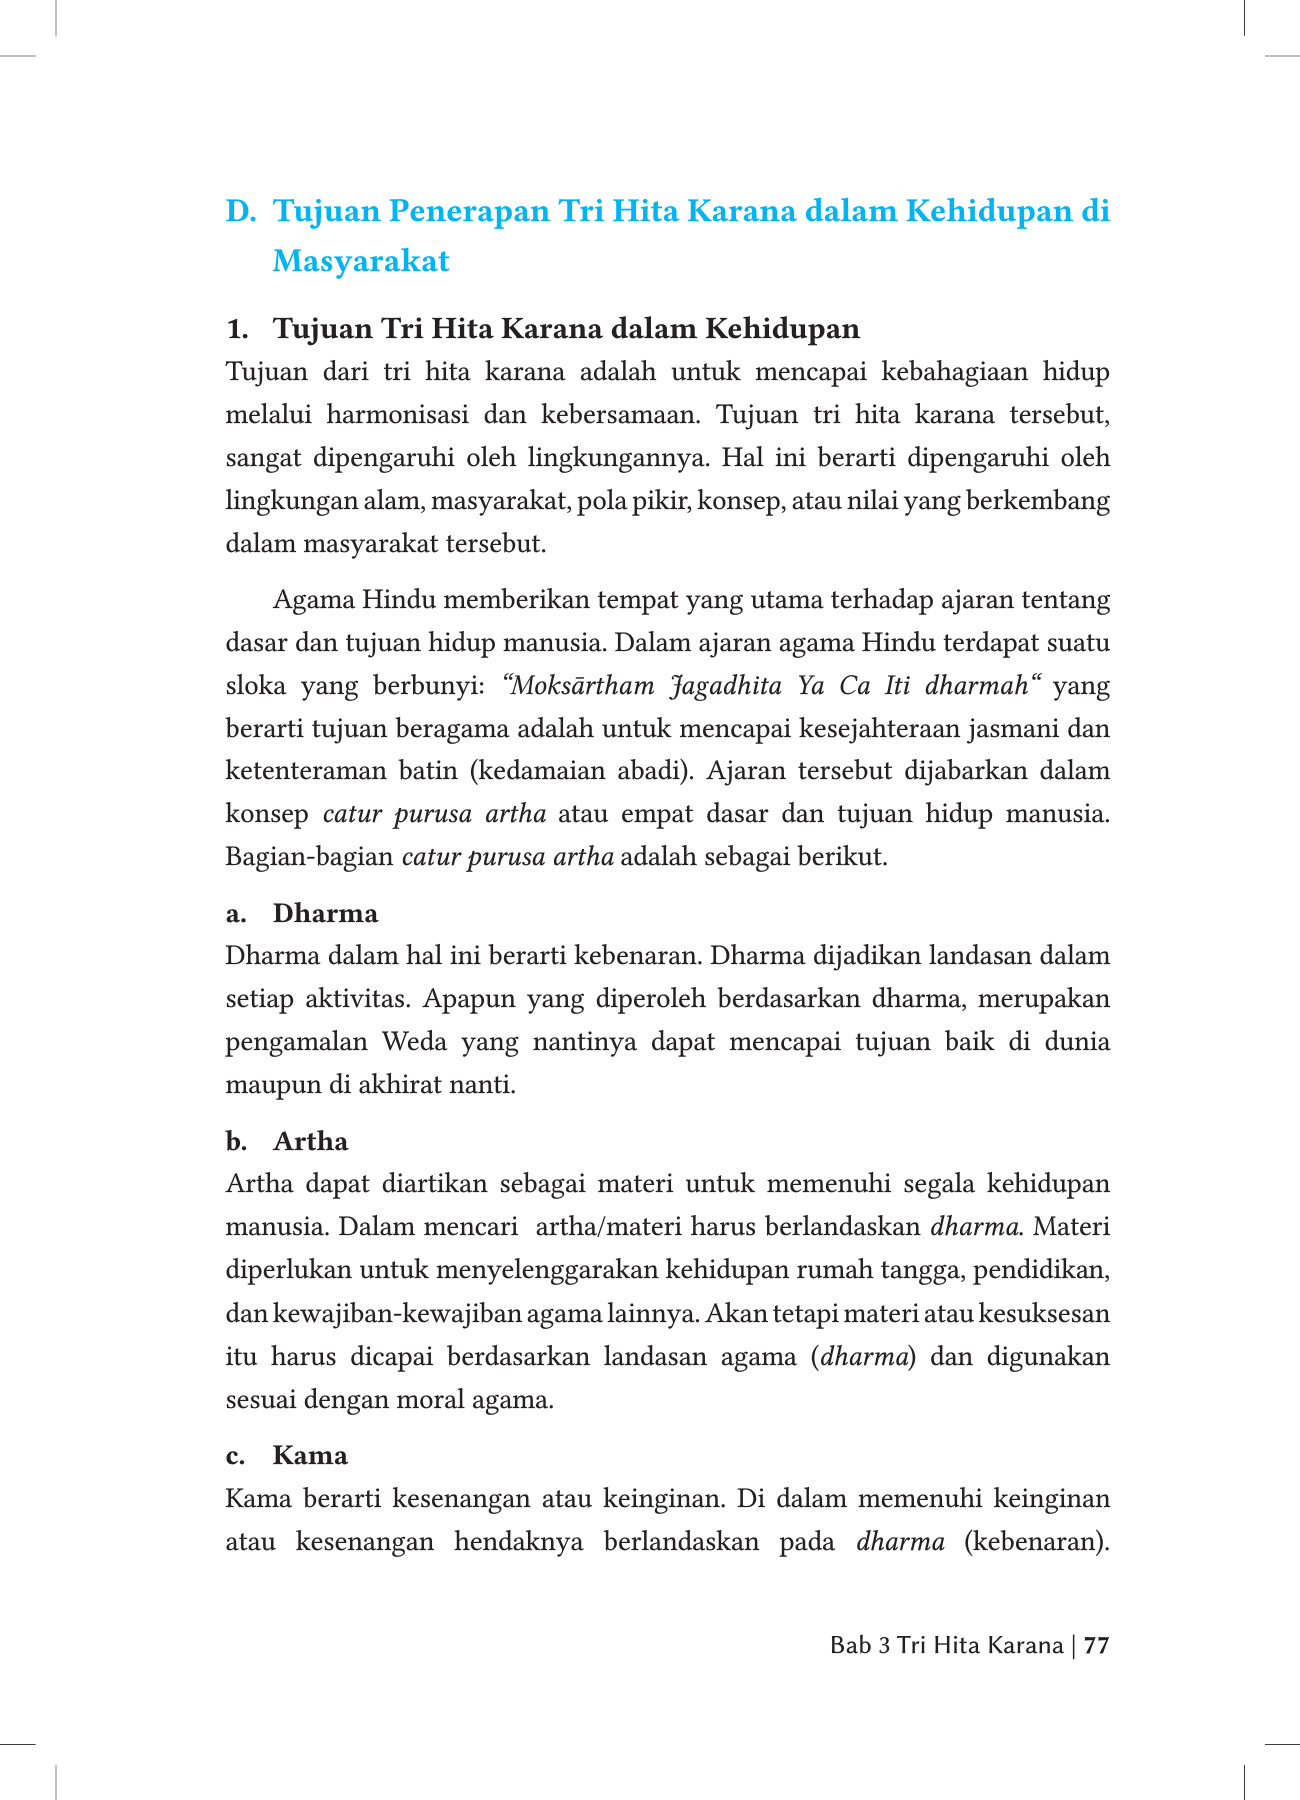 D. Tujuan Penerapan Tri Hita Karana dalam Kehidupan di
Masyarakat
1. Tujuan Tri Hita Karana dalam Kehidupan
Tujuan dari tri hita karana adalah untuk mencapai kebahagiaan hidup
melalui harmonisasi dan kebersamaan. Tujuan tri hita karana tersebut,
sangat dipengaruhi oleh lingkungannya. Hal ini berarti dipengaruhi oleh
lingkungan alam, masyarakat, pola pikir, konsep, atau nilai yang berkembang
dalam masyarakat tersebut.
Agama Hindu memberikan tempat yang utama terhadap ajaran tentang
dasar dan tujuan hidup manusia. Dalam ajaran agama Hindu terdapat suatu
sloka yang berbunyi: “Moksārtham Jagadhita Ya Ca Iti dharmah“ yang
berarti tujuan beragama adalah untuk mencapai kesejahteraan jasmani dan
ketenteraman batin (kedamaian abadi). Ajaran tersebut dijabarkan dalam
konsep catur purusa artha atau empat dasar dan tujuan hidup manusia.
Bagian-bagian catur purusa artha adalah sebagai berikut.
a. Dharma
Dharma dalam hal ini berarti kebenaran. Dharma dijadikan landasan dalam
setiap aktivitas. Apapun yang diperoleh berdasarkan dharma, merupakan
pengamalan Weda yang nantinya dapat mencapai tujuan baik di dunia
maupun di akhirat nanti.
b. Artha
Artha dapat diartikan sebagai materi untuk memenuhi segala kehidupan
manusia. Dalam mencari artha/materi harus berlandaskan dharma. Materi
diperlukan untuk menyelenggarakan kehidupan rumah tangga, pendidikan,
dan kewajiban-kewajiban agama lainnya. Akan tetapi materi atau kesuksesan
itu harus dicapai berdasarkan landasan agama (dharma) dan digunakan
sesuai dengan moral agama.
c. Kama
Kama berarti kesenangan atau keinginan. Di dalam memenuhi keinginan
atau kesenangan hendaknya berlandaskan pada dharma (kebenaran).
Bab 3 Tri Hita Karana | 77